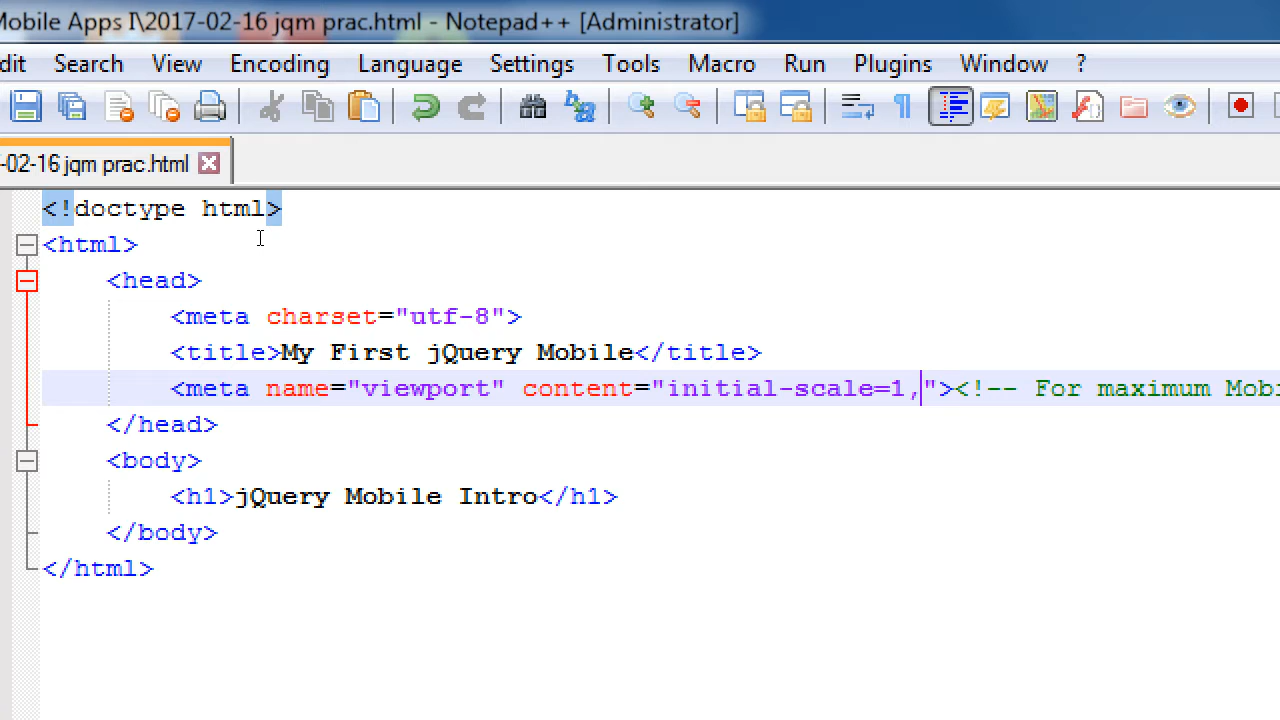 Mobile Apps I\2017-02-16 jqm prac.html - Notepad++ [Administrator]
dit Search View Encoding Language Settings Tools Macro Run Plugins Window ?
-02-16 jqm prac.html
<!doctype html>
<html>
<head>
<meta charset="utf-8">
<title>My First jQuery Mobile</title>
<meta name="viewport" content="initial-scale=1,"><!-- For maximum Mobi
</head>
<body>
<h1>jQuery Mobile Intro</h1>
</body>
</html>